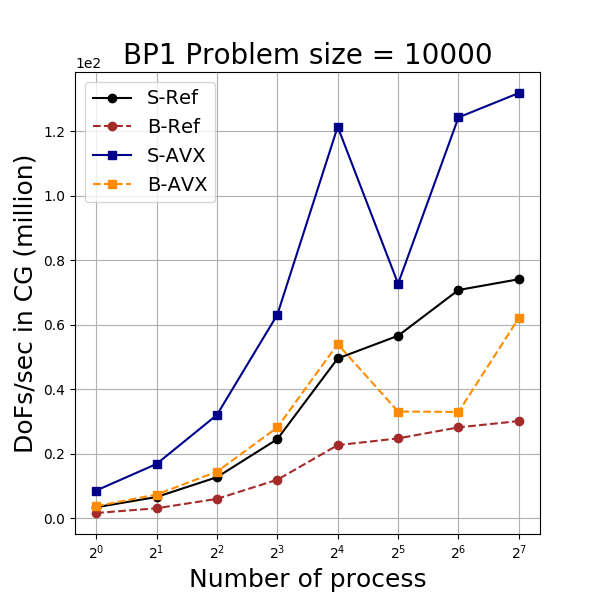 BP1 Problem size = 10000
1e2
S-Ref
B-Ref
S-AVX
B-AVX
DoFs/sec in CG (milllion)
1.2
1.0
0.8
0.6
0.4
0.2
0.0
2^0 2^1 2^2 2^3 2^4 2^5 2^6 2^7
Number of process